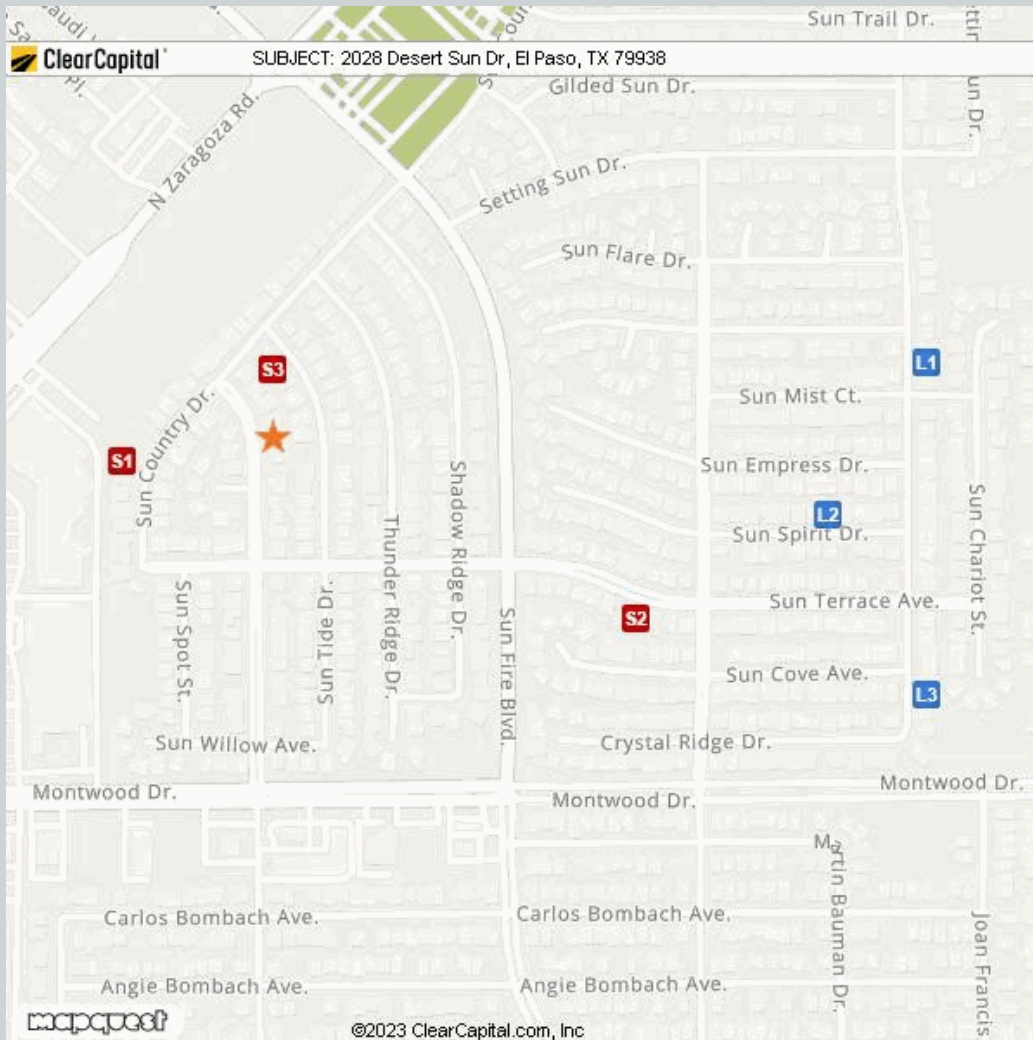 Sun Trail Dr.
ClearCapital
SUBJECT: 2028 Desert Sun Dr, El Paso, TX 79938
Pl.
Gilded Sun Dr.
un Dr.
N Zaragoza Rd.
Setting Sun Dr.
Sun Flare Dr.
L1
S3
Sun Mist Ct.
Sun Country Dr.
S1
Sun Empress Dr.
Shadow Ridge Dr.
Sun Chariot St.
L2
Thunder Ridge Dr.
Sun Spirit Dr.
Sun Spot St.
Sun Tide Dr.
Sun Terrace Ave.
S2
Sun Fire Blvd.
Sun Cove Ave.
L3
Sun Willow Ave.
Crystal Ridge Dr.
Montwood Dr.
Montwood Dr.
Montwood Dr.
Martin Bauman Dr.
Carlos Bombach Ave.
Carlos Bombach Ave.
Joan Francis
Angie Bombach Ave.
Angie Bombach Ave.
mapquest
©2023 ClearCapital.com, Inc